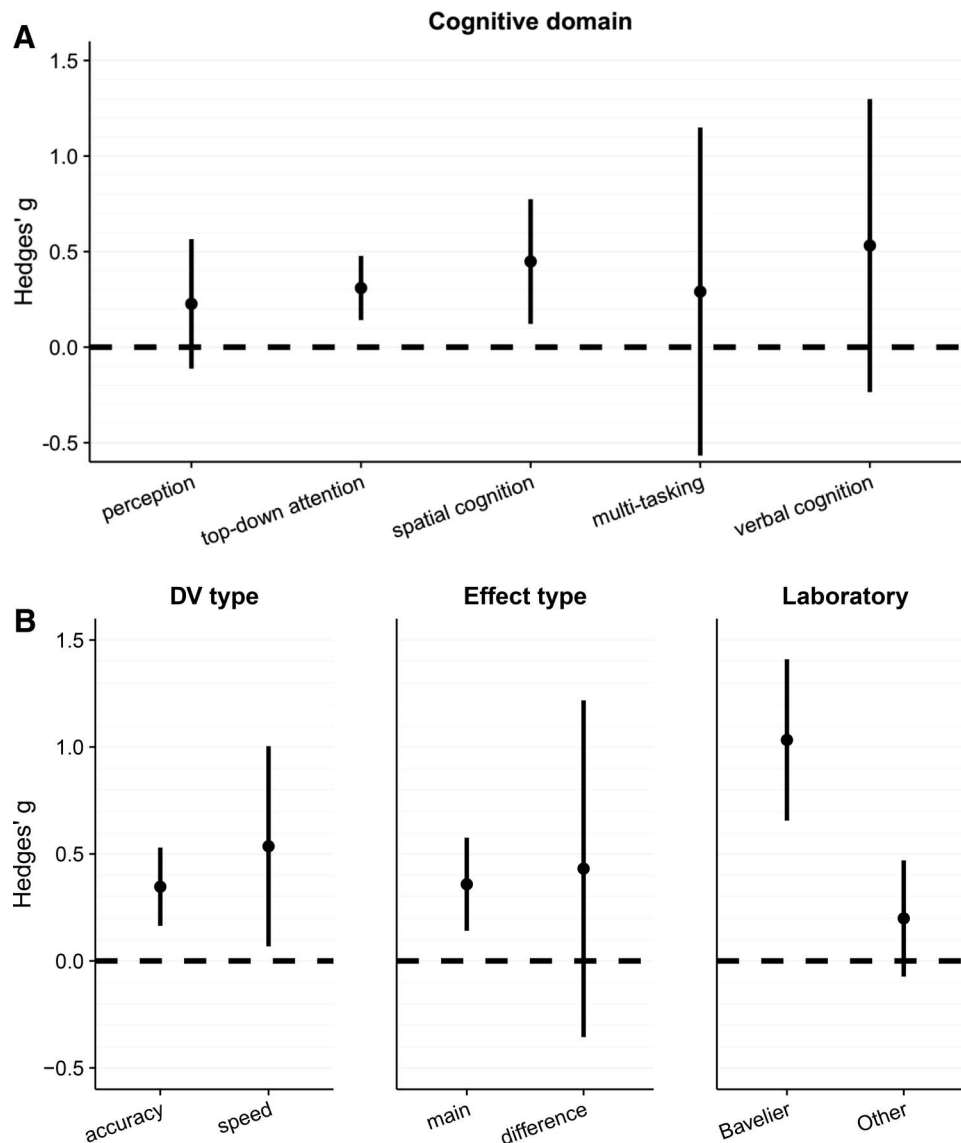 A
Cognitive domain
Hedges' g
1.5
1.0
0.5
0.0
-0.5
perception
top-down attention
spatial cognition
multi-tasking
verbal cognition
B
DV type
Effect type
Laboratory
Hedges' g
1.5
1.0
0.5
0.0
−0.5
accuracy
speed
main
difference
Bavelier
Other